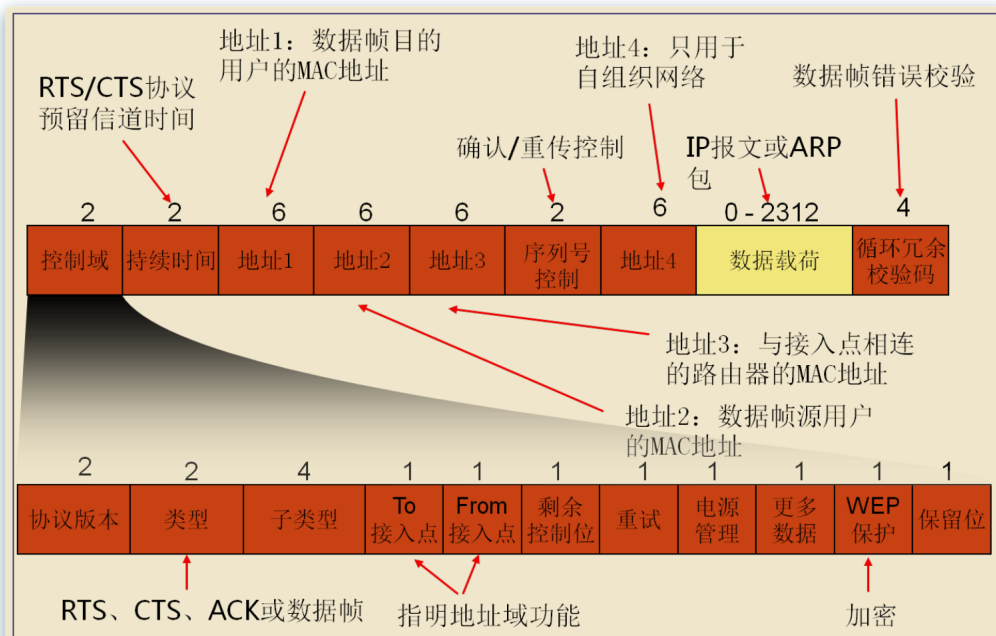 地址1：数据帧目的
用户的MAC地址
地址4：只用于
自组织网络
数据帧错误校验
RTS/CTS协议
预留信道时间
确认/重传控制
IP报文或ARP
包
2 2 6 6 6 2 6 0 - 2312 4
控制域 持续时间 地址1 地址2 地址3 序列号 控制 地址4 数据载荷 循环冗余 校验码
地址3：与接入点相连
的路由器的MAC地址
地址2：数据帧源用户
的MAC地址
2 2 4 1 1 1 1 1 1 1 1
协议版本 类型 子类型 To 接入点 From 接入点 剩余 控制位 重试 电源 管理 更多 数据 WEP 保护 保留位
RTS、CTS、ACK或数据帧
指明地址域功能
加密